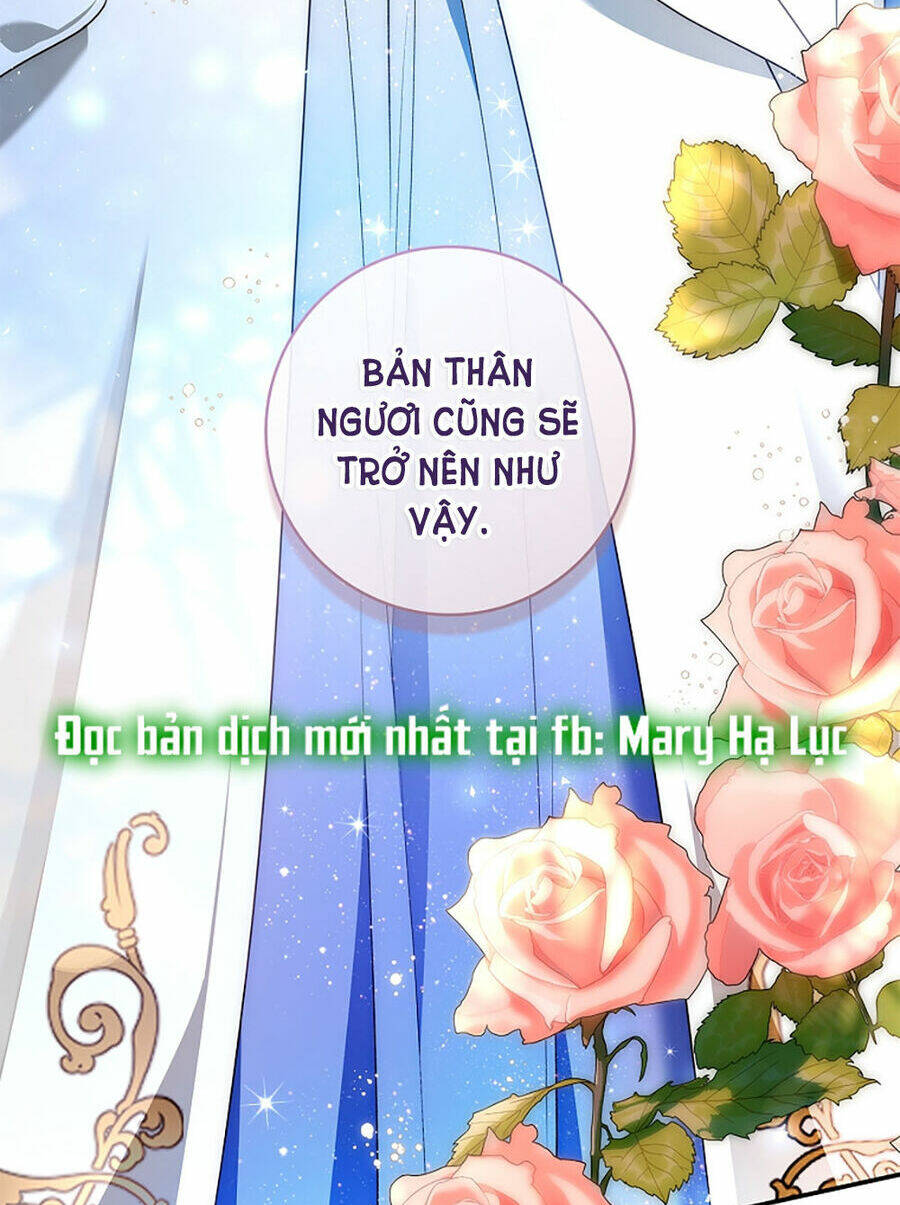 BẢN THÂN
NGƯƠI CŨNG SẼ
TRỞ NÊN NHƯ
VẬY.
Đọc bản dịch mới nhất tại fb: Mary Hạ Lục